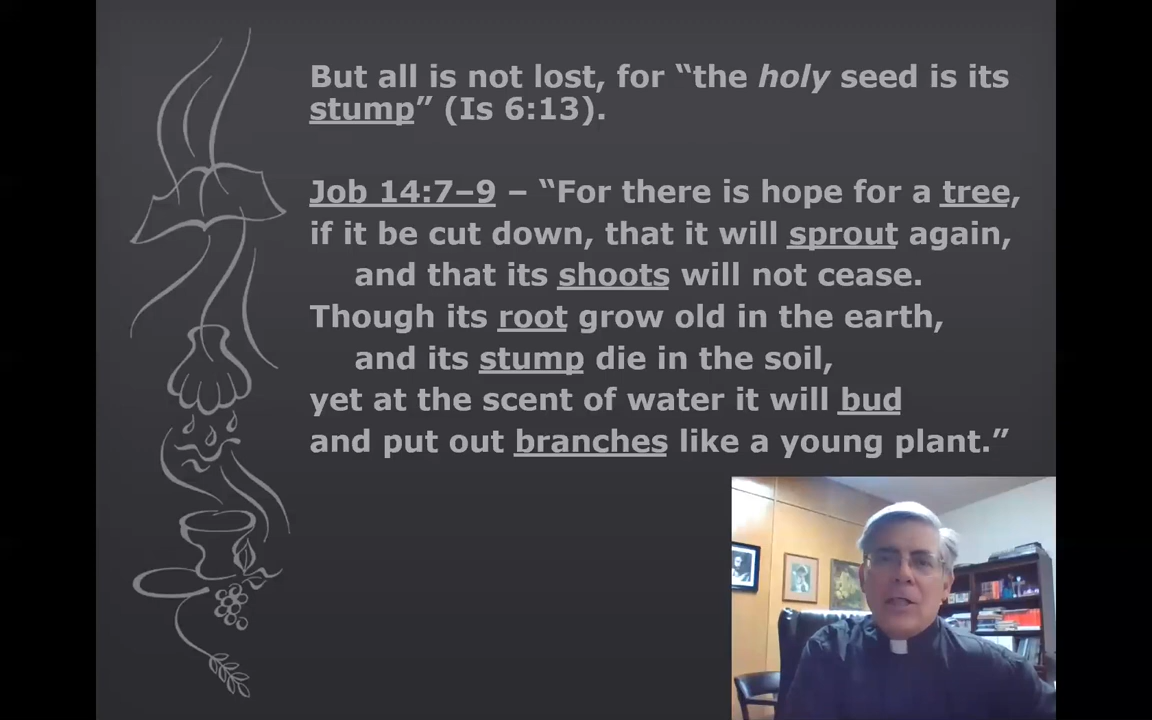 But all is not lost, for “the holy seed is its
stump” (Is 6:13).
Job 14:7–9 – “For there is hope for a tree,
if it be cut down, that it will sprout again,
and that its shoots will not cease.
Though its root grow old in the earth,
and its stump die in the soil,
yet at the scent of water it will bud
and put out branches like a young plant.”